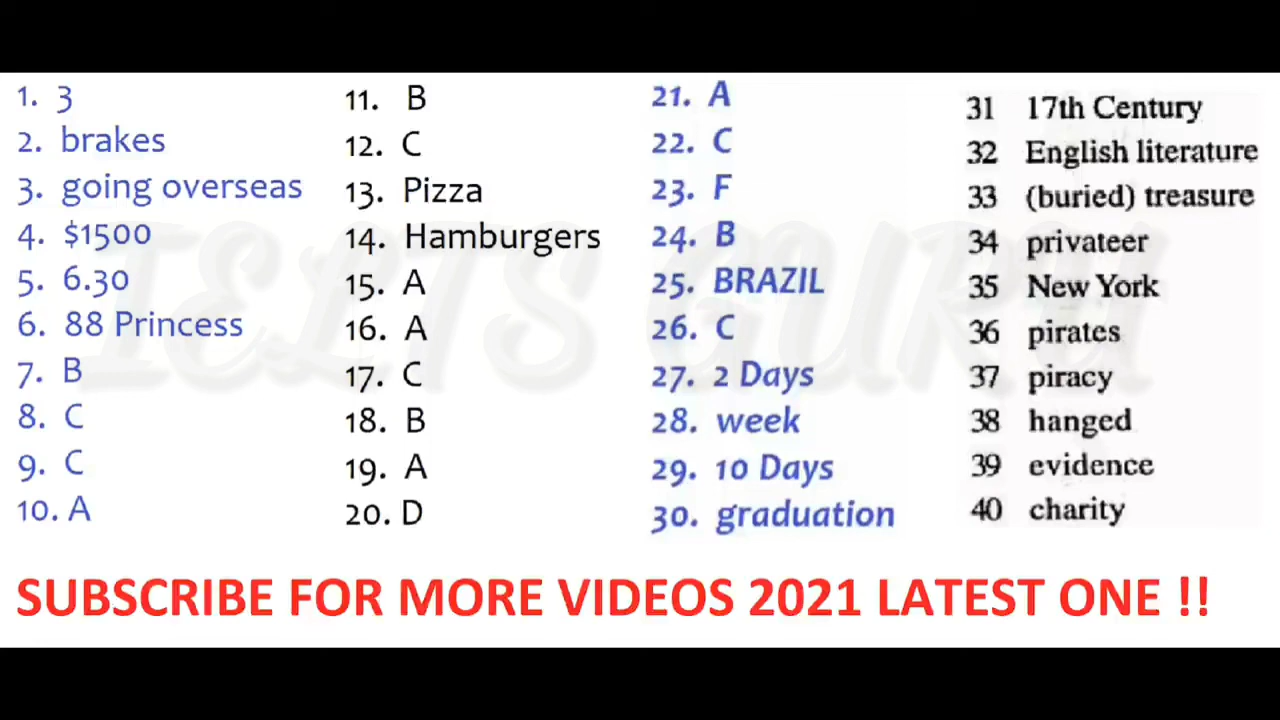 1. 3
2. brakes
3. going overseas
4. $1500
5. 6.30
6. 88 Princess
7. B
8. C
9. C
10. A
11. B
12. C
13. Pizza
14. Hamburgers
15. A
16. A
17. C
18. B
19. A
20. D
21. A
22. C
23. F
24. B
25. BRAZIL
26. C
27. 2 Days
28. week
29. 10 Days
30. graduation
31 17th Century
32 English literature
33 (buried) treasure
34 privateer
35 New York
36 pirates
37 piracy
38 hanged
39 evidence
40 charity
IELTS GURU
SUBSCRIBE FOR MORE VIDEOS 2021 LATEST ONE !!